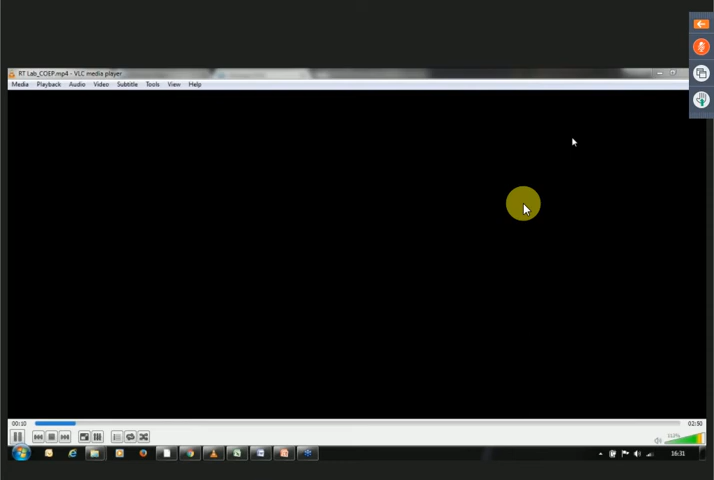 RT Lab_COEP.mp4 - VLC media player
Media Playback Audio Video Subtitle Tools View Help
00:10 02:50
112%
16:31